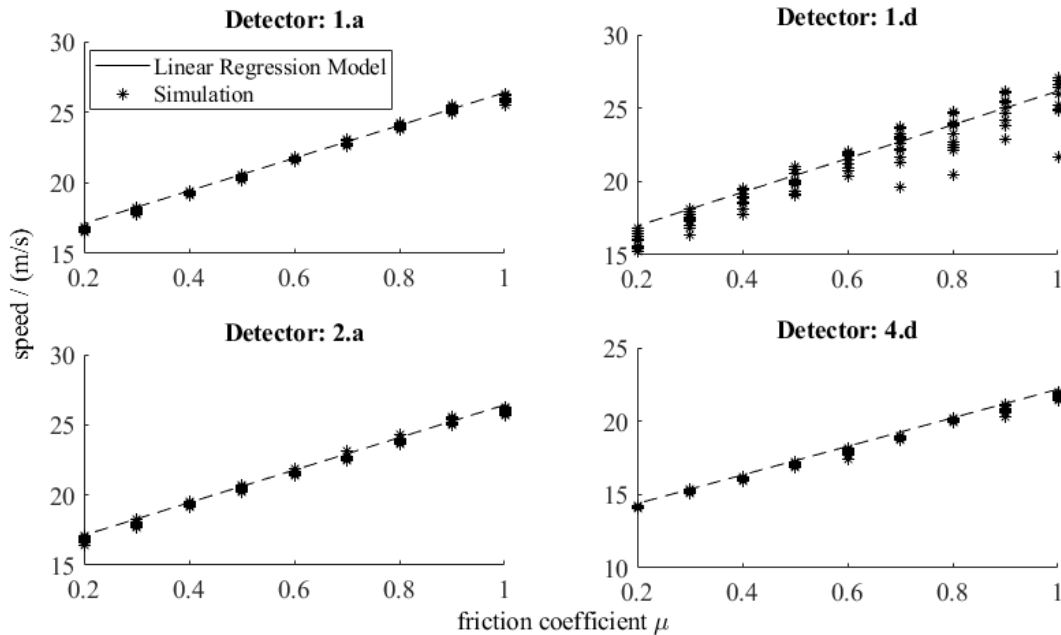 Detector: 1.a
30
25
20
15
0.2 0.4 0.6 0.8 1
Linear Regression Model
Simulation
Detector: 1.d
30
25
20
15
0.2 0.4 0.6 0.8 1
speed / (m/s)
Detector: 2.a
30
25
20
15
0.2 0.4 0.6 0.8 1
Detector: 4.d
25
20
15
10
0.2 0.4 0.6 0.8 1
friction coefficient μ